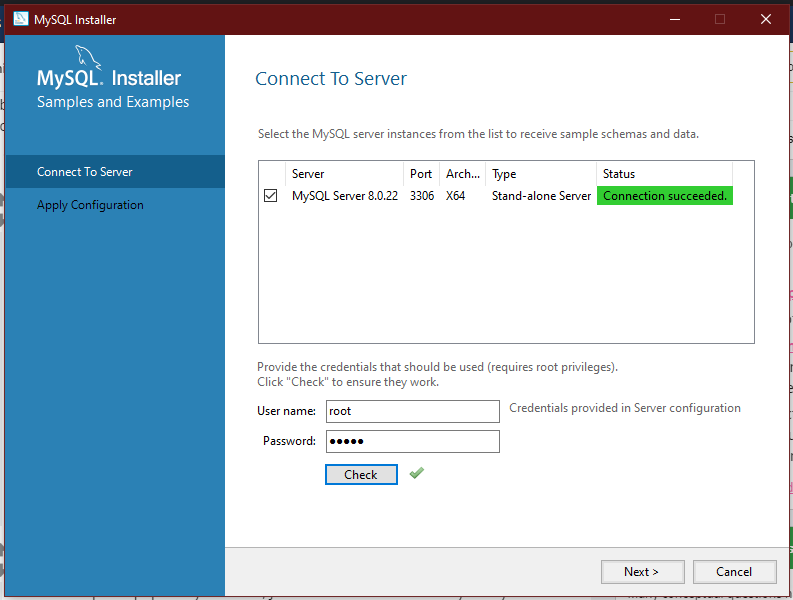 MySQL Installer
MySQL. Installer
Samples and Examples
Connect To Server
Apply Configuration
Connect To Server
Select the MySQL server instances from the list to receive sample schemas and data.
Server Port Arch... Type Status
MySQL Server 8.0.22 3306 X64 Stand-alone Server Connection succeeded.
Provide the credentials that should be used (requires root privileges).
Click "Check" to ensure they work.
User name: root Credentials provided in Server configuration
Password: •••••
Check
Next > Cancel